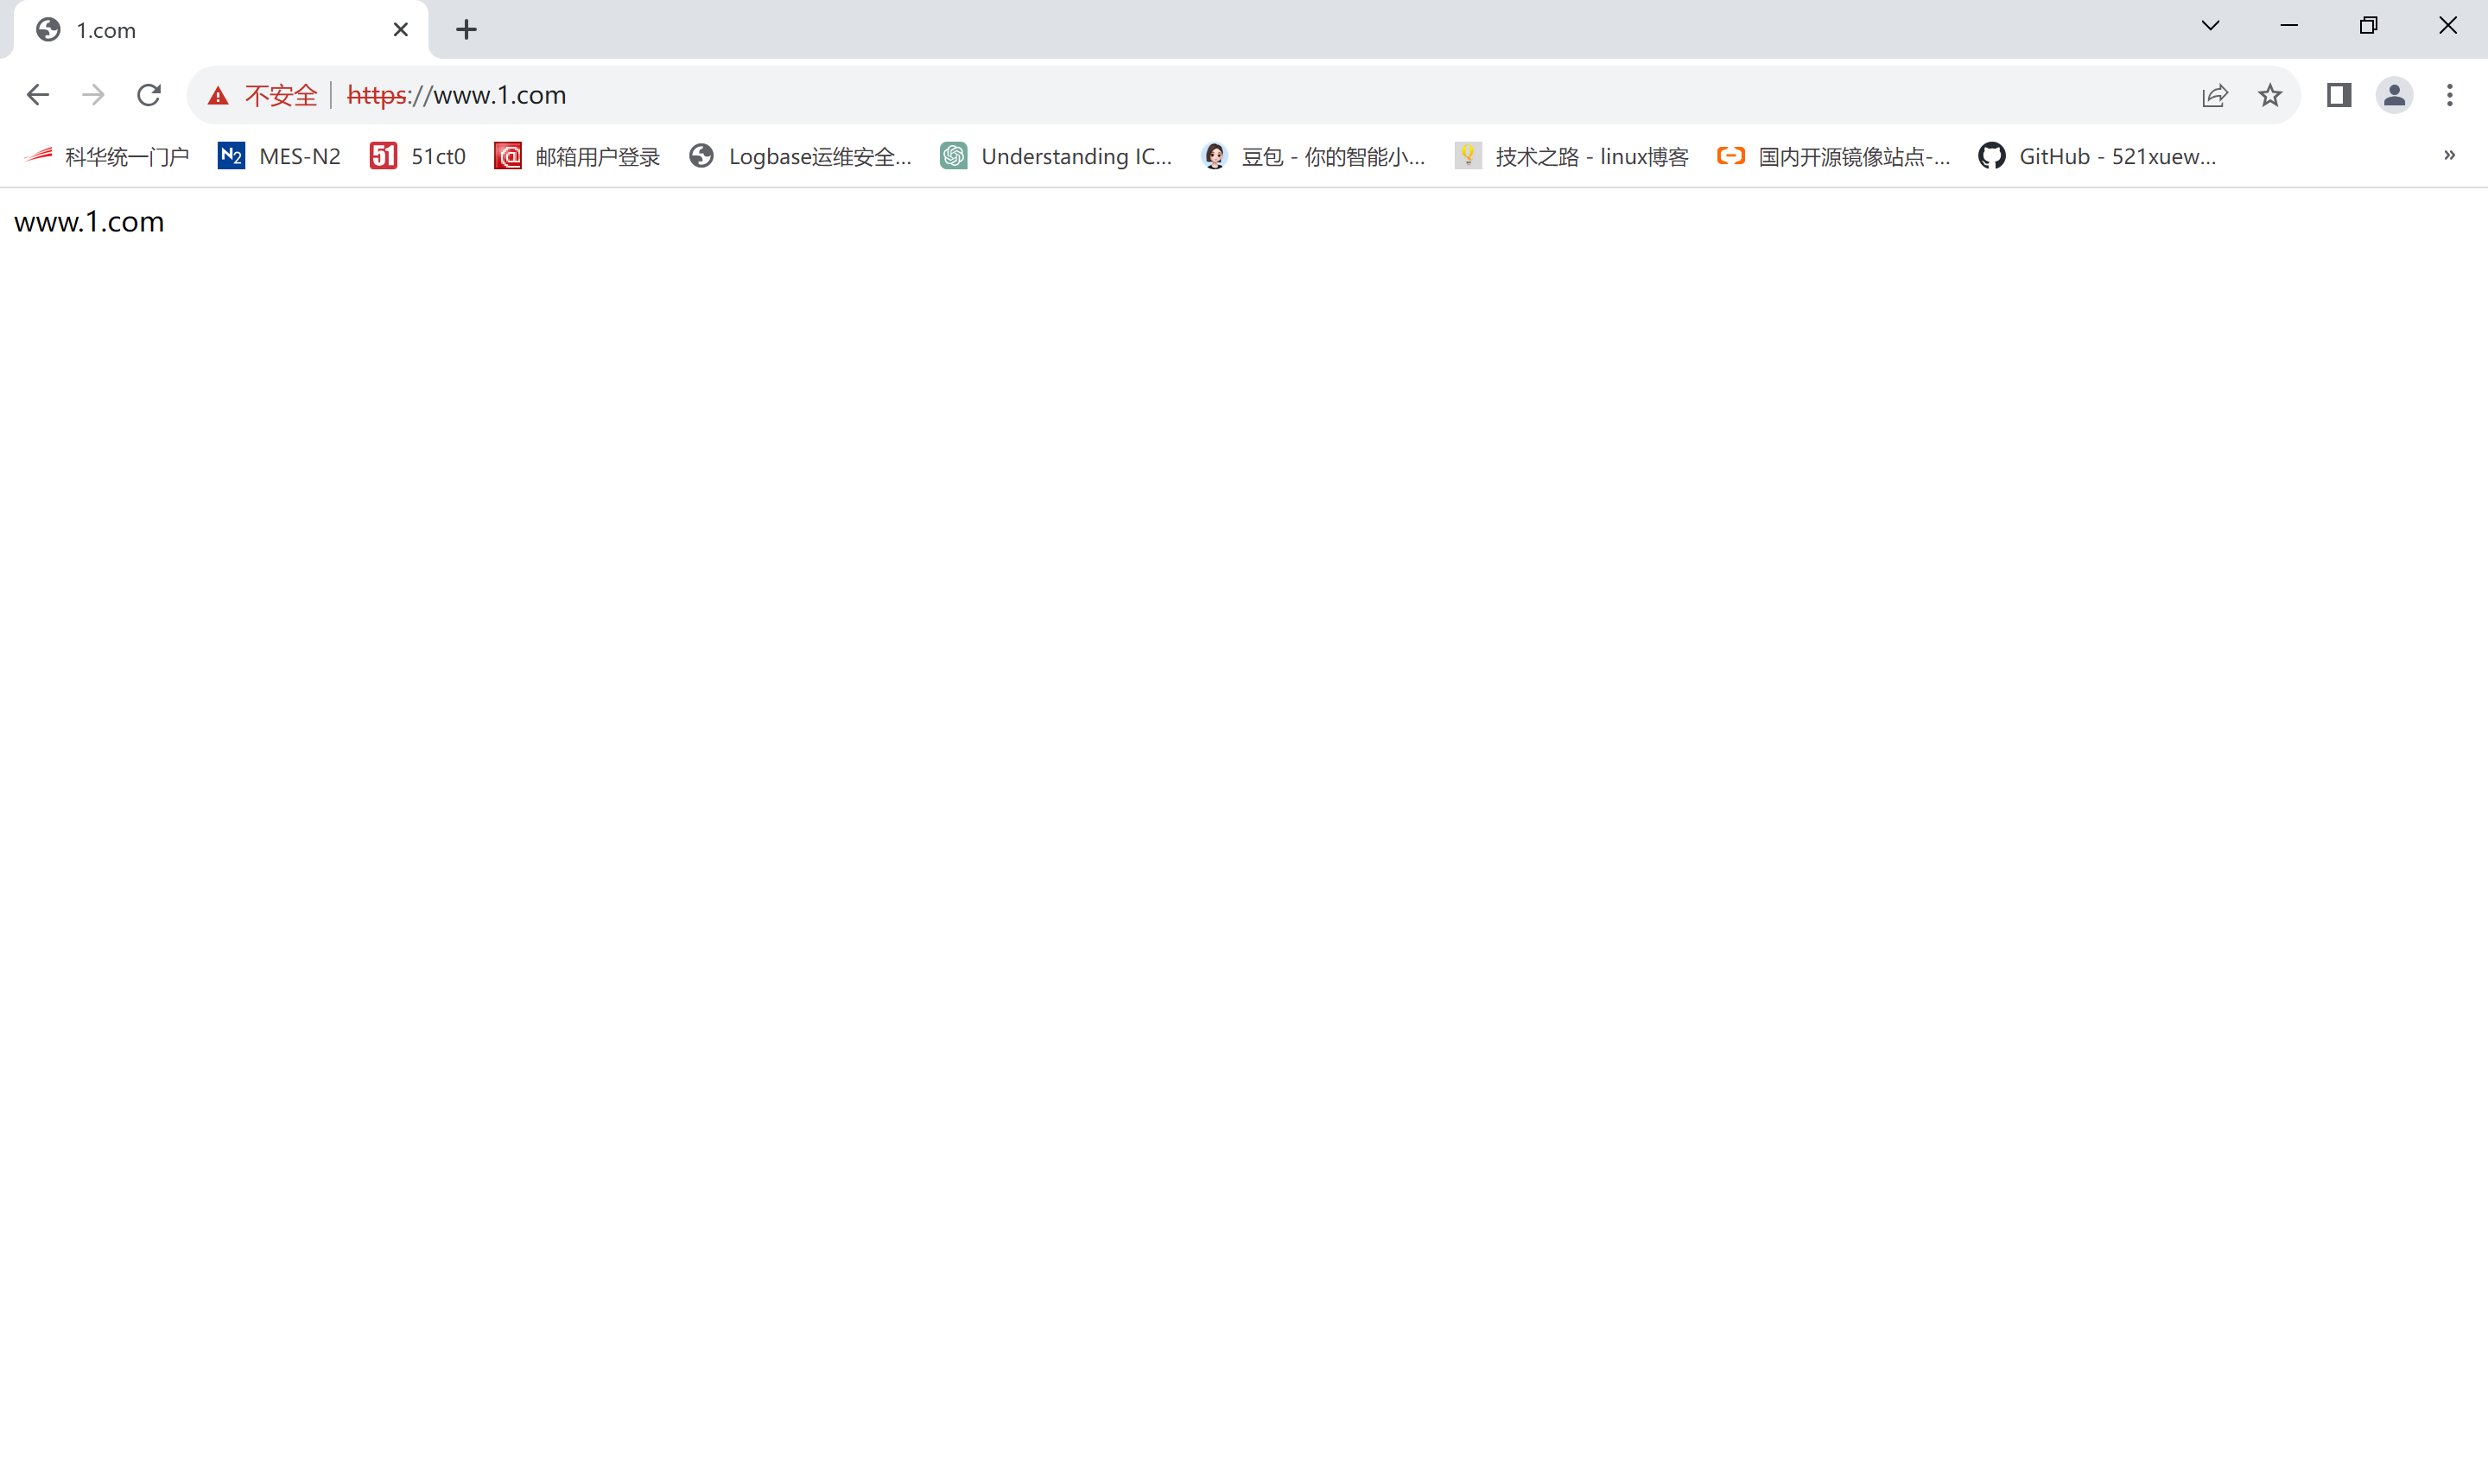 1.com
不安全 https://www.1.com
科华统一门户 N2 MES-N2 51 51ct0 @ 邮箱用户登录 Logbase运维安全... Understanding IC... 豆包 - 你的智能小... 技术之路 - linux博客 国内开源镜像站点-... GitHub - 521xuew... »
www.1.com